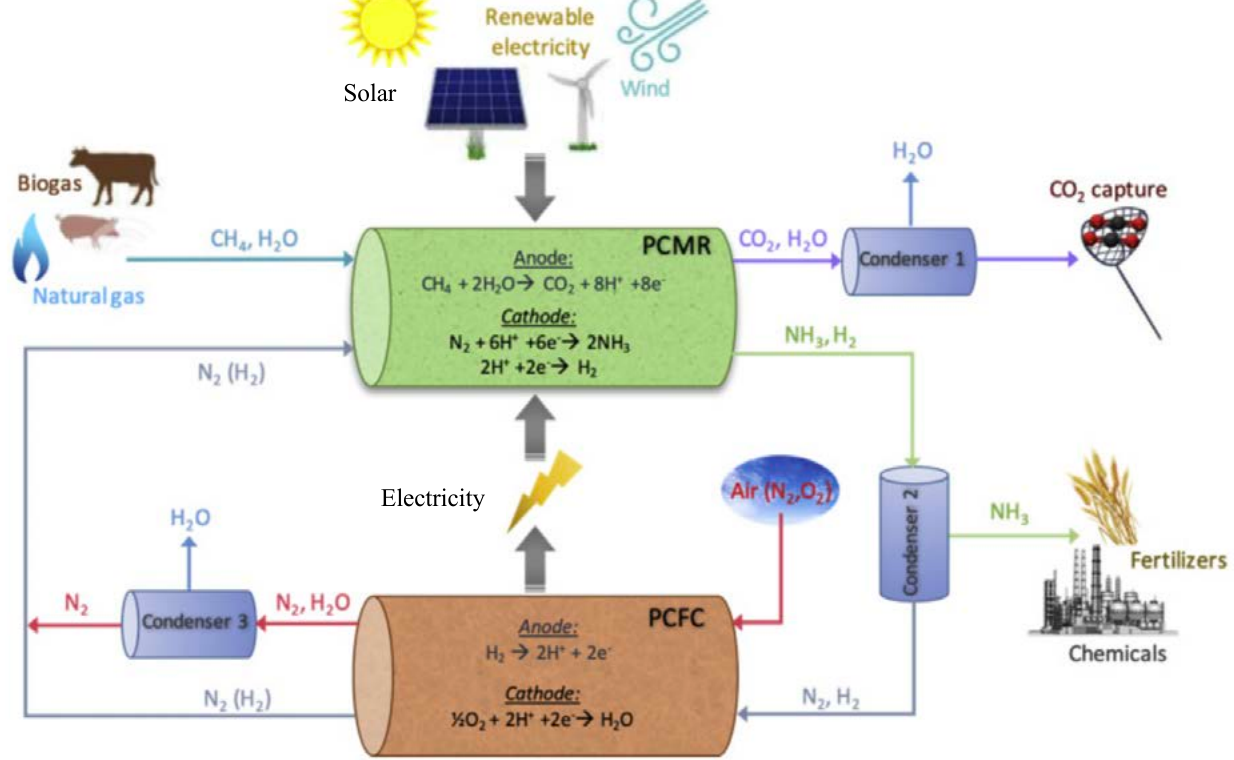 Renewable
electricity
Solar
Wind
Biogas
Natural gas
CH₄, H₂O
PCMR
Anode:
CH₄ + 2H₂O→ CO₂ + 8H⁺ +8e⁻
Cathode:
N₂ + 6H⁺ +6e⁻→ 2NH₃
2H⁺ +2e⁻→ H₂
CO₂, H₂O
H₂O
Condenser 1
CO₂ capture
N₂ (H₂)
NH₃, H₂
Electricity
Air (N₂,O₂)
Condenser 2
NH₃
Fertilizers
Chemicals
H₂O
N₂
Condenser 3
N₂, H₂O
PCFC
Anode:
H₂ → 2H⁺ + 2e⁻
Cathode:
½O₂ + 2H⁺ +2e⁻→ H₂O
N₂ (H₂)
N₂, H₂